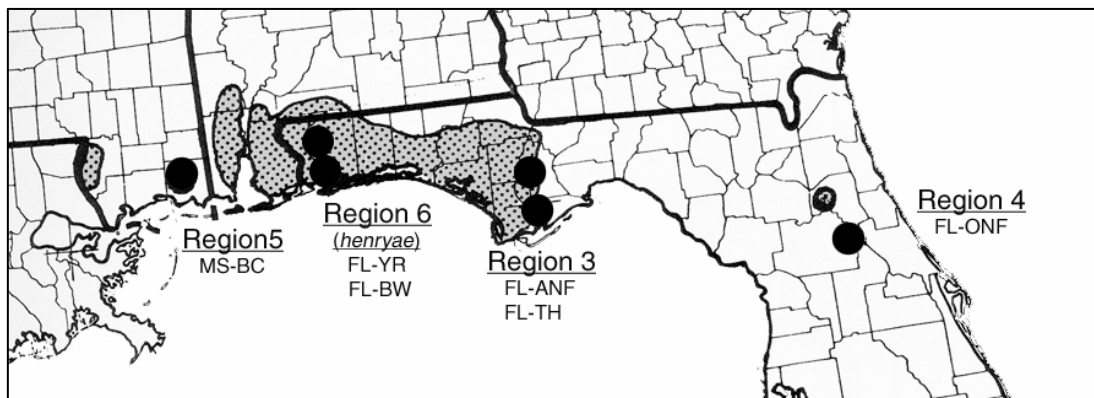 Region5
MS-BC
Region 6
(henryae)
FL-YR
FL-BW
Region 3
FL-ANF
FL-TH
Region 4
FL-ONF